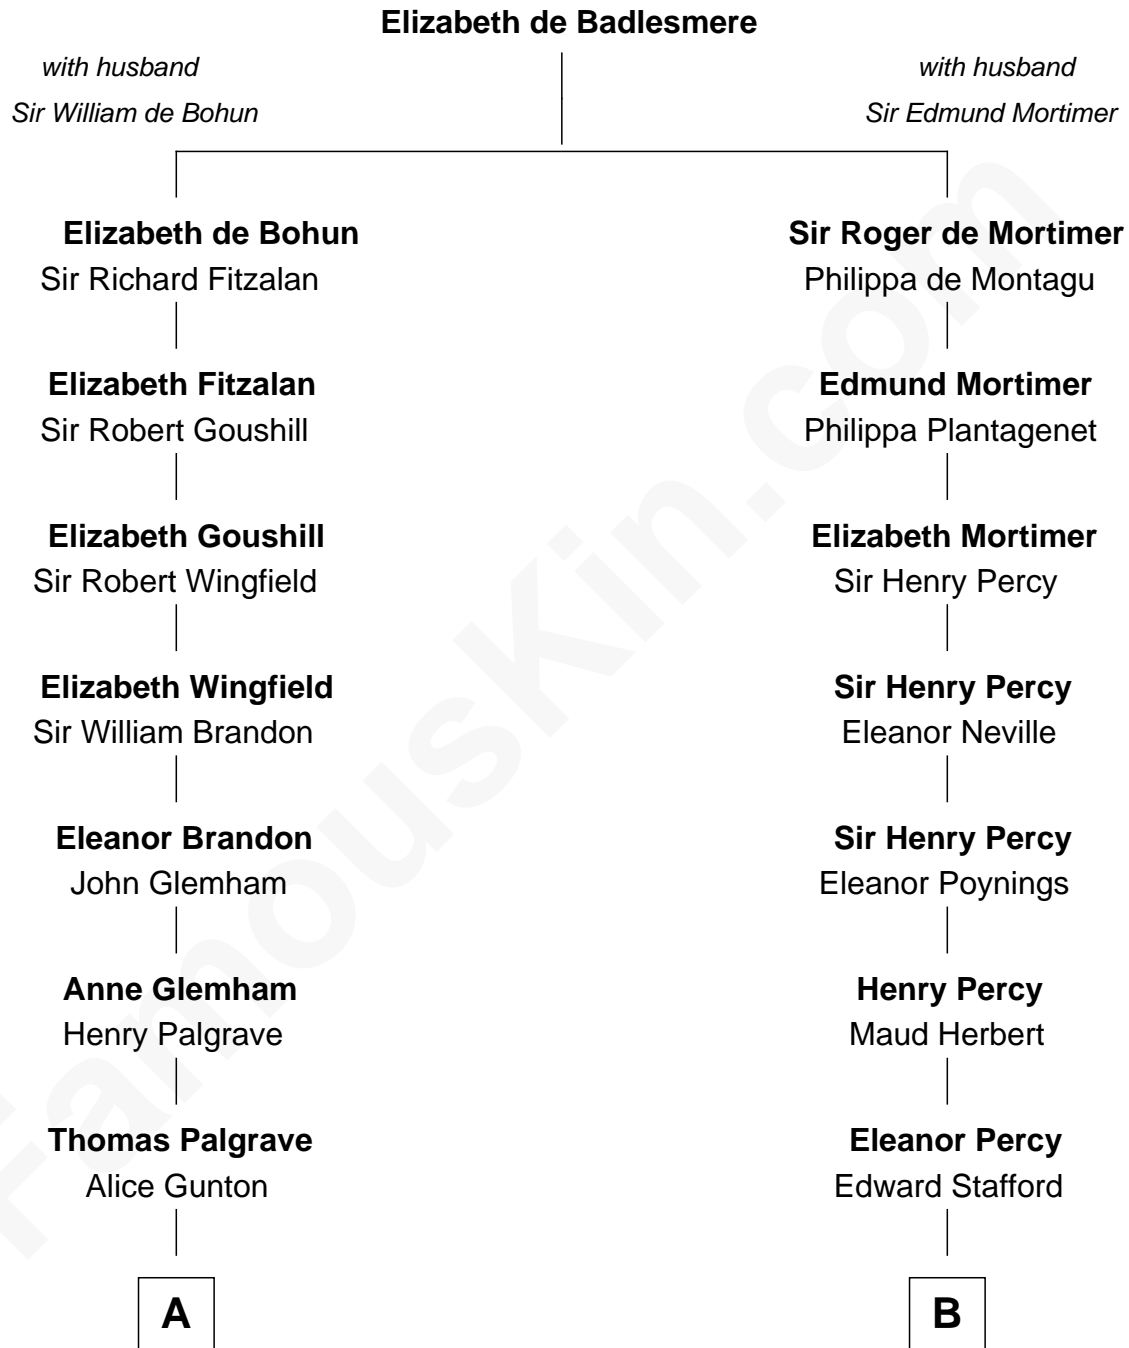 Elizabeth de Badlesmere
with husband
Sir William de Bohun
with husband
Sir Edmund Mortimer
Elizabeth de Bohun
Sir Richard Fitzalan
Sir Roger de Mortimer
Philippa de Montagu
Elizabeth Fitzalan
Sir Robert Goushill
Edmund Mortimer
Philippa Plantagenet
Elizabeth Goushill
Sir Robert Wingfield
Elizabeth Mortimer
Sir Henry Percy
Elizabeth Wingfield
Sir William Brandon
Sir Henry Percy
Eleanor Neville
Eleanor Brandon
John Glemham
Sir Henry Percy
Eleanor Poynings
Anne Glemham
Henry Palgrave
Henry Percy
Maud Herbert
Thomas Palgrave
Alice Gunton
Eleanor Percy
Edward Stafford
A
B
FamousKin.com